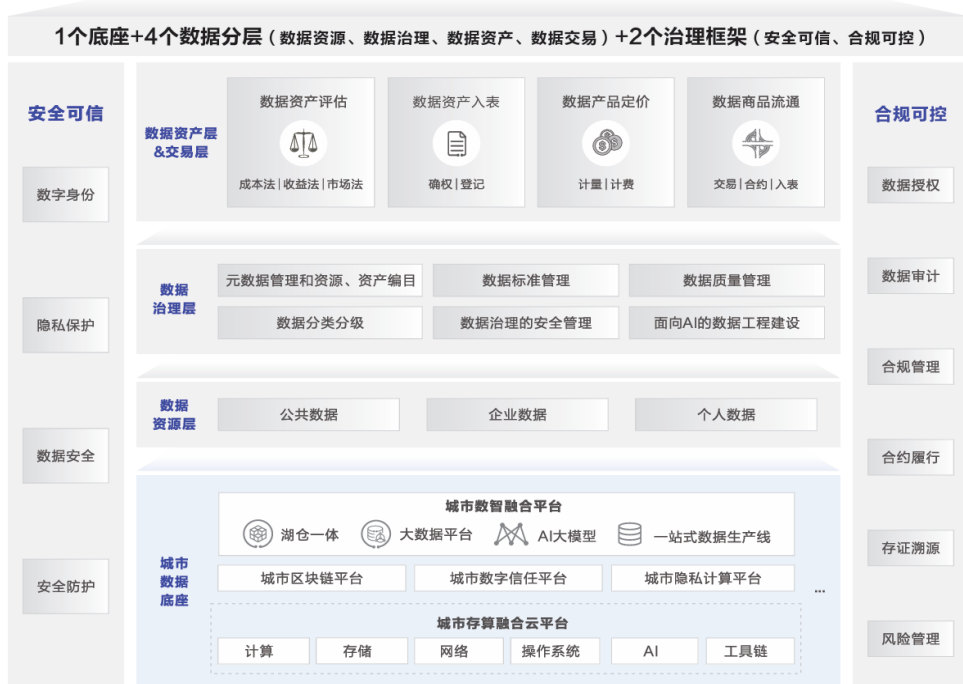 1个底座+4个数据分层（数据资源、数据治理、数据资产、数据交易）+2个治理框架（安全可信、合规可控）
安全可信
数字身份
隐私保护
数据安全
安全防护
数据资产层
&交易层
数据资产评估
成本法|收益法|市场法
数据资产入表
确权|登记
数据产品定价
计量|计费
数据商品流通
交易|合约|入表
数据
治理层
元数据管理和资源、资产编目
数据标准管理
数据质量管理
数据分类分级
数据治理的安全管理
面向AI的数据工程建设
数据
资源层
公共数据
企业数据
个人数据
城市
数据
底座
城市数智融合平台
湖仓一体
大数据平台
AI大模型
一站式数据生产线
城市区块链平台
城市数字信任平台
城市隐私计算平台
...
城市存算融合云平台
计算
存储
网络
操作系统
AI
工具链
合规可控
数据授权
数据审计
合规管理
合约履行
存证溯源
风险管理